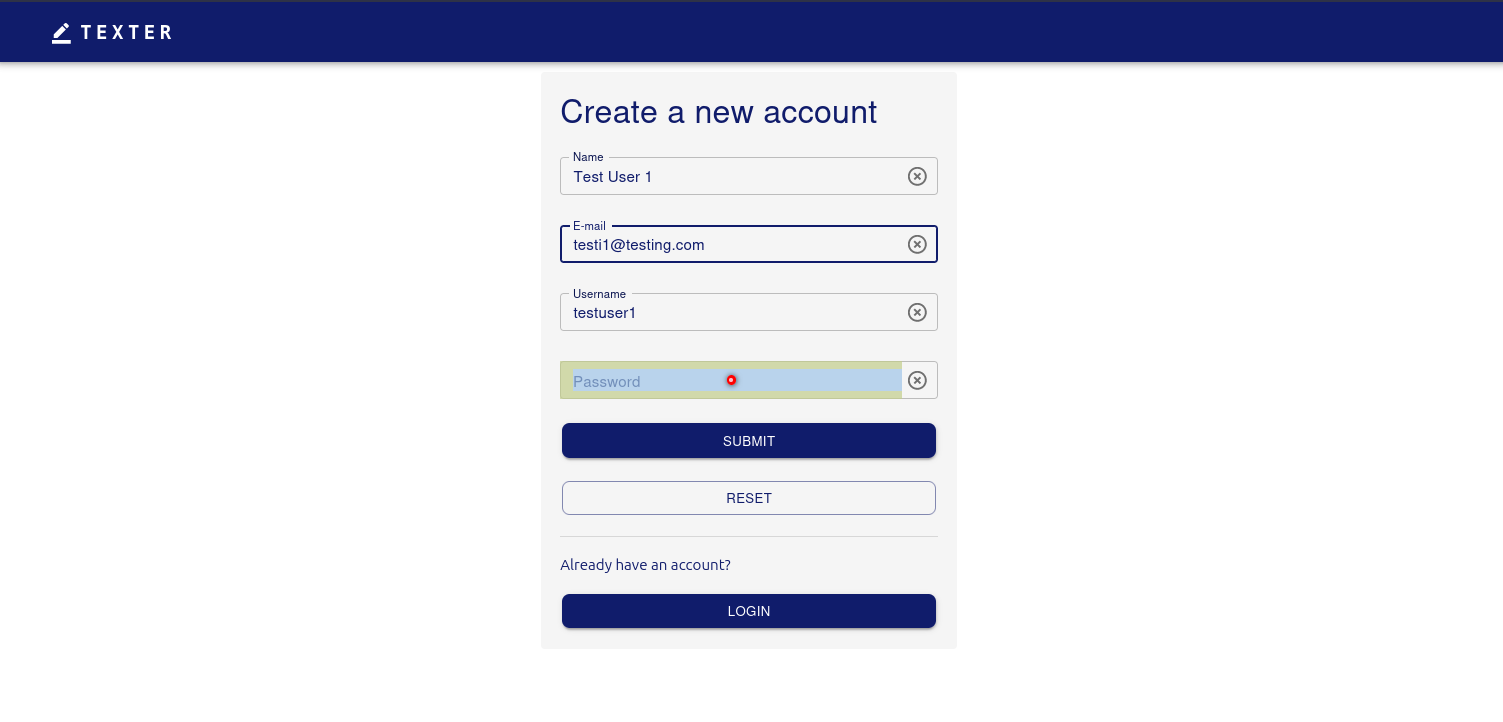 TEXTER
Create a new account
Name
Test User 1
E-mail
testi1@testing.com
Username
testuser1
Password
SUBMIT
RESET
Already have an account?
LOGIN